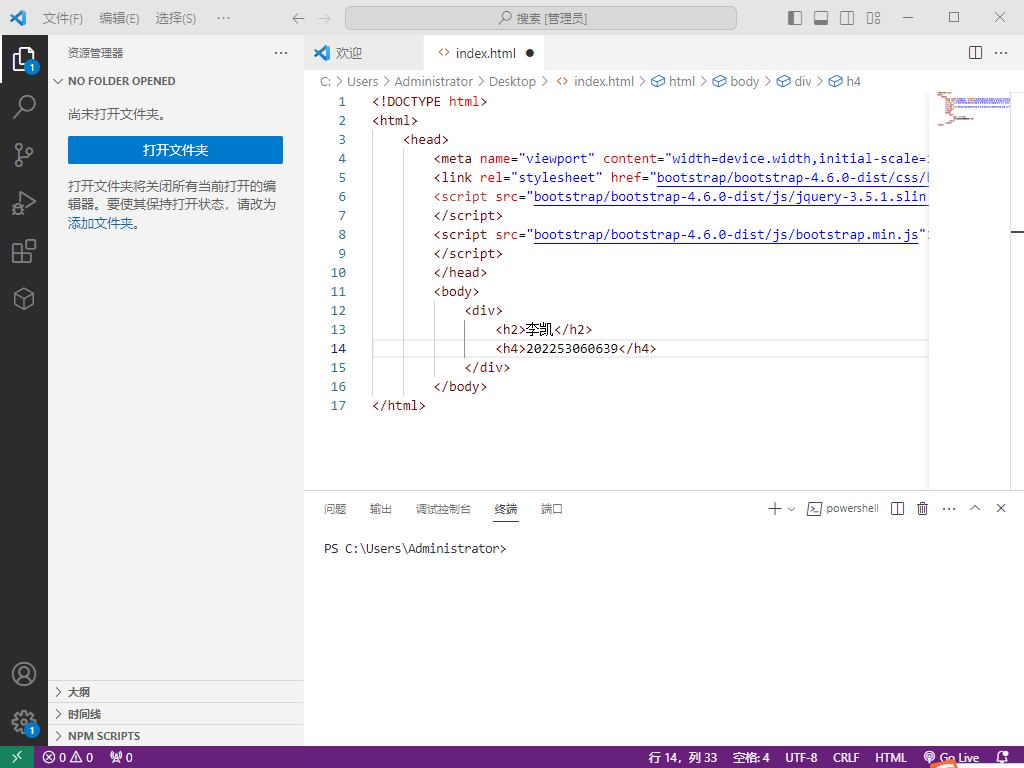 文件(F) 编辑(E) 选择(S) ··· 搜索 [管理员]
资源管理器 ···
NO FOLDER OPENED
尚未打开文件夹。
打开文件夹
打开文件夹将关闭所有当前打开的编
辑器。要使其保持打开状态，请改为
添加文件夹。
大纲
时间线
NPM SCRIPTS
欢迎 <> index.html ●
C: > Users > Administrator > Desktop > <> index.html > html > body > div > h4
1 <!DOCTYPE html>
2 <html>
3 <head>
4 <meta name="viewport" content="width=device.width,initial-scale=1
5 <link rel="stylesheet" href="bootstrap/bootstrap-4.6.0-dist/css/b
6 <script src="bootstrap/bootstrap-4.6.0-dist/js/jquery-3.5.1.slin
7 </script>
8 <script src="bootstrap/bootstrap-4.6.0-dist/js/bootstrap.min.js">
9 </script>
10 </head>
11 <body>
12 <div>
13 <h2>李凯</h2>
14 <h4>202253060639</h4>
15 </div>
16 </body>
17 </html>
问题 输出 调试控制台 终端 端口 powershell ···
PS C:\Users\Administrator>
1
1
0 0 0 行 14，列 33 空格: 4 UTF-8 CRLF HTML Go Live